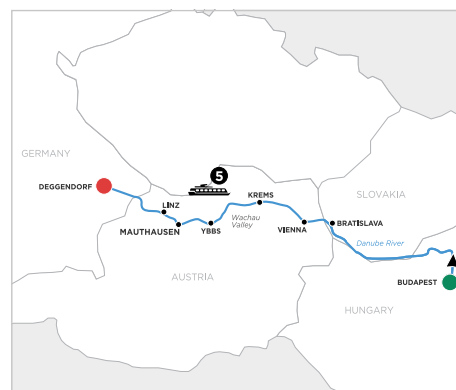 GERMANY
5
DEGGENDORF
KREMS
SLOVAKIA
LINZ
Wachau
Valley
MAUTHAUSEN
YBBS
VIENNA
BRATISLAVA
Danube River
AUSTRIA
BUDAPEST
HUNGARY